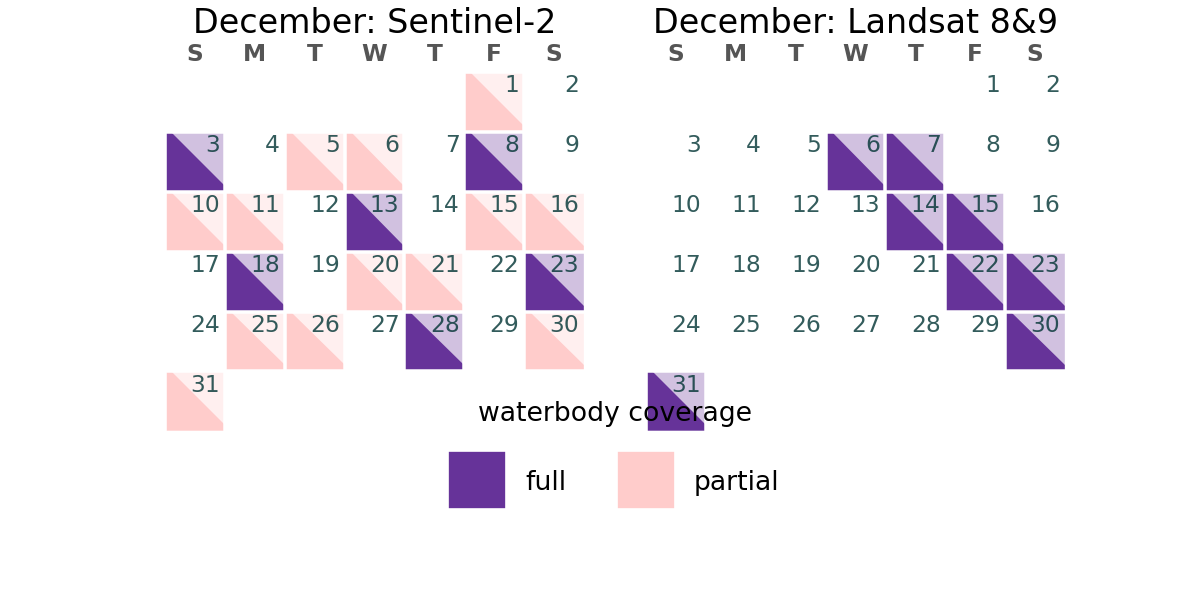 December: Sentinel-2
S M T W T F S
1 2
3 4 5 6 7 8 9
10 11 12 13 14 15 16
17 18 19 20 21 22 23
24 25 26 27 28 29 30
31
December: Landsat 8&9
S M T W T F S
1 2
3 4 5 6 7 8 9
10 11 12 13 14 15 16
17 18 19 20 21 22 23
24 25 26 27 28 29 30
31
waterbody coverage
full partial